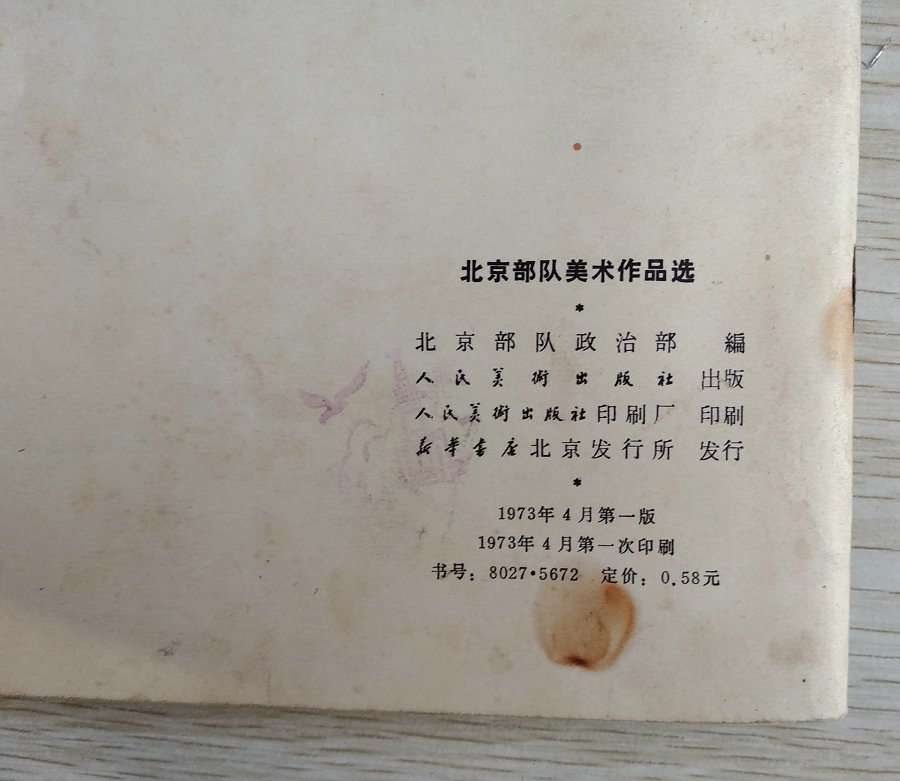 北京部队美术作品选
*
北京部队政治部 編
人民美術出版社 出版
人民美術出版社印刷厂 印刷
新华書店北京发行所 发行
*
1973年4月第一版
1973年4月第一次印刷
书号：8027·5672 定价：0.58元